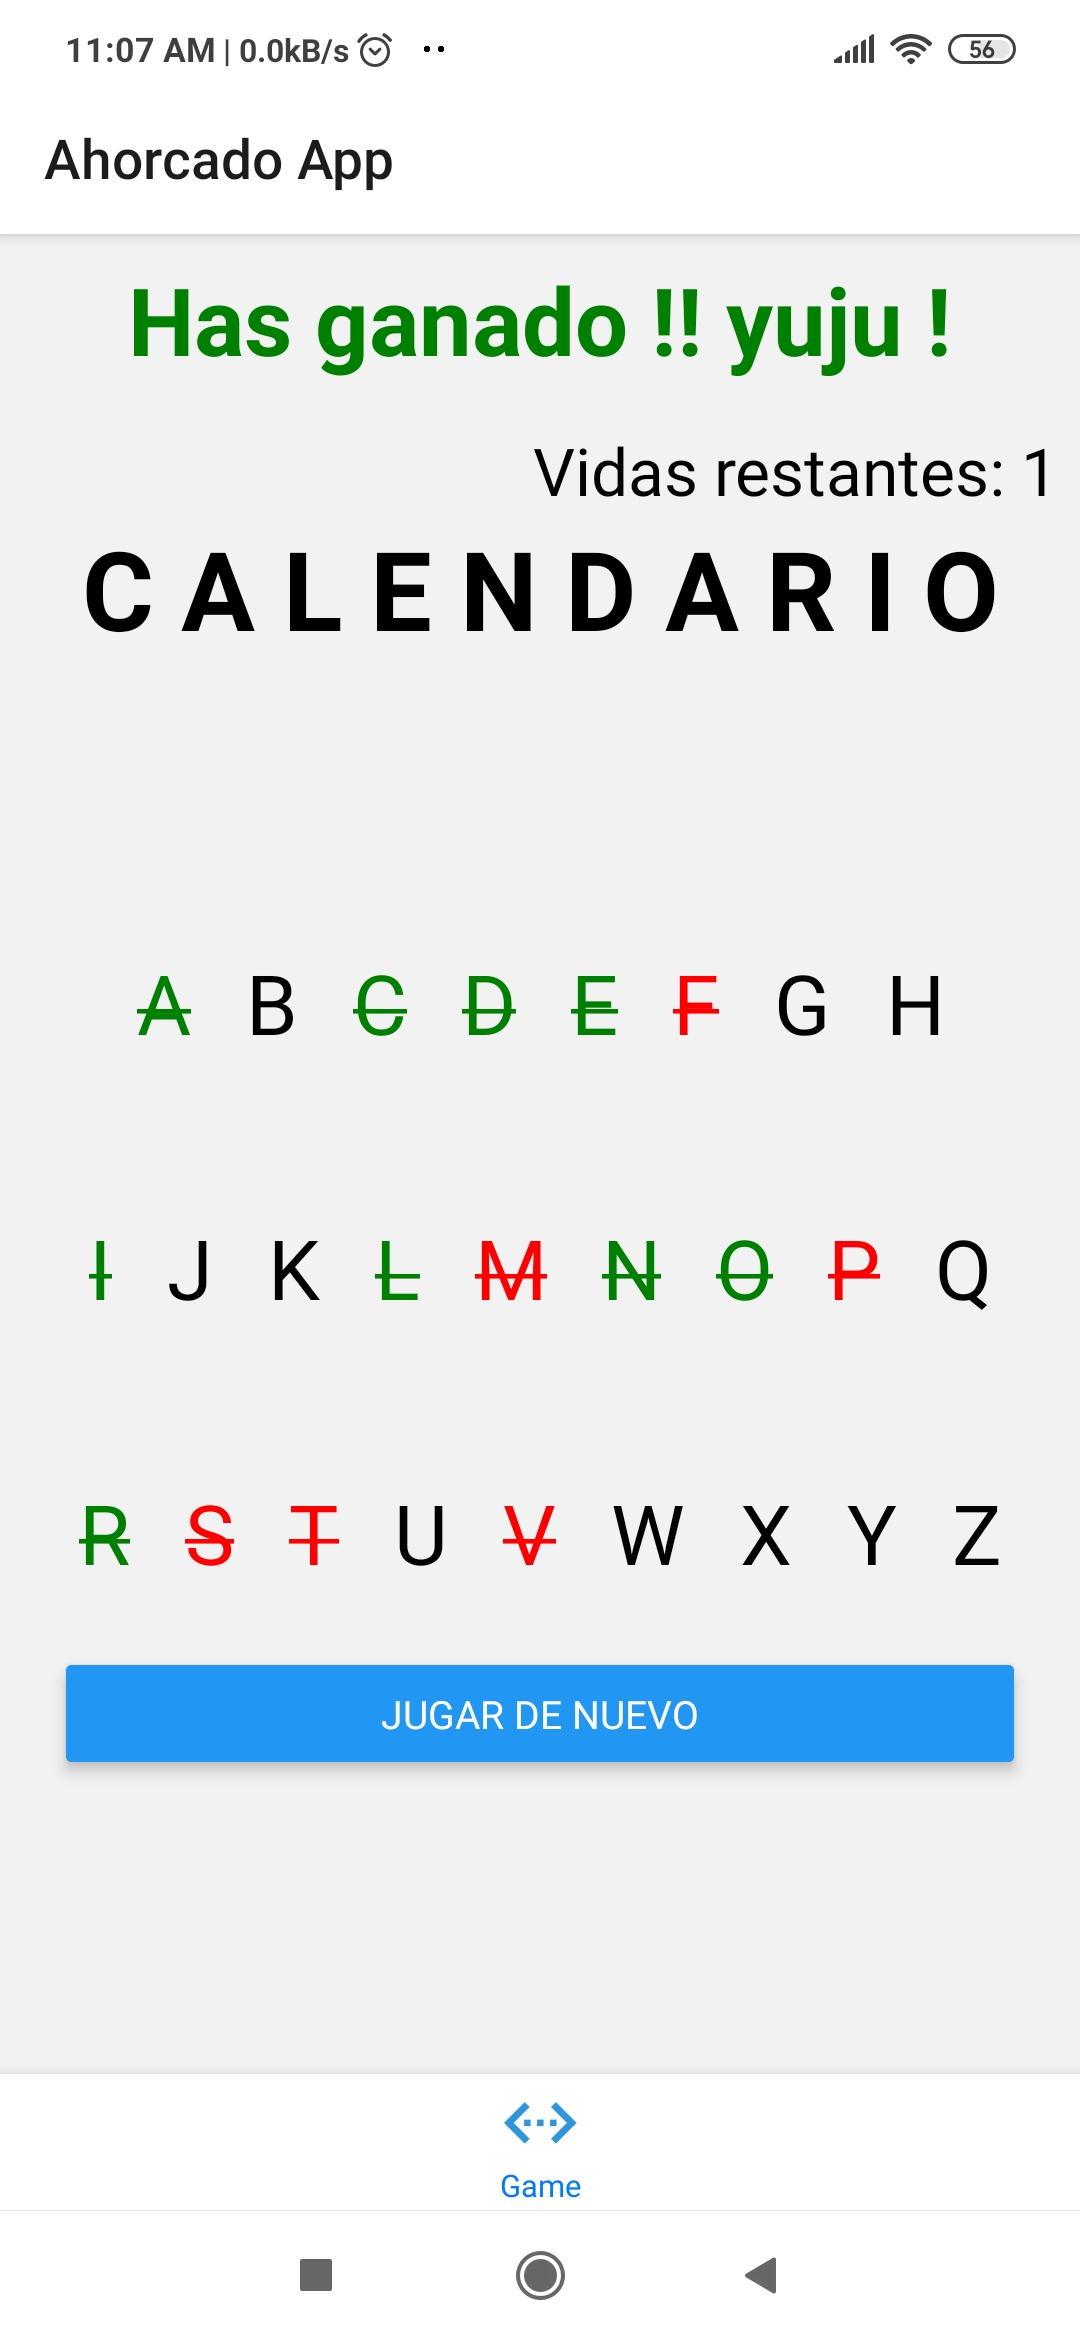 11:07 AM | 0.0kB/s 56
Ahorcado App
Has ganado !! yuju !
Vidas restantes: 1
C A L E N D A R I O
A B C D E F G H
I J K L M N O P Q
R S T U V W X Y Z
JUGAR DE NUEVO
Game